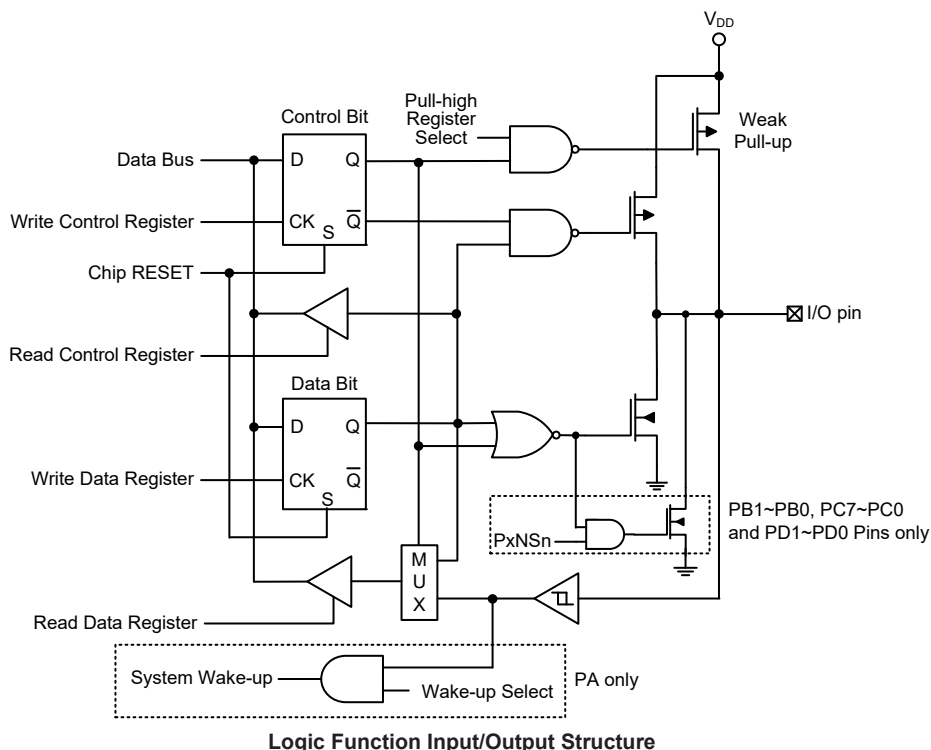 V_DD
Control Bit
Pull-high
Register
Select
Weak
Pull-up
Data Bus
D
Q
Write Control Register
CK
Q̅
S
Chip RESET
I/O pin
Read Control Register
Data Bit
D
Q
Write Data Register
CK
Q̅
S
PB1~PB0, PC7~PC0
and PD1~PD0 Pins only
PxNSn
M
U
X
Read Data Register
System Wake-up
Wake-up Select
PA only
Logic Function Input/Output Structure